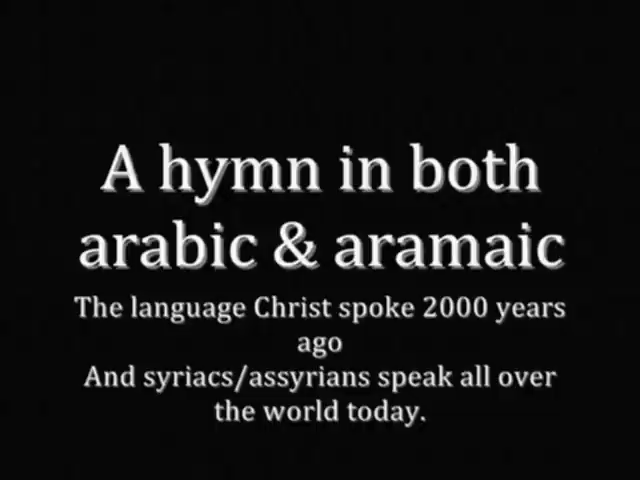 A hymn in both
arabic & aramaic
The language Christ spoke 2000 years
ago
And syriacs/assyrians speak all over
the world today.